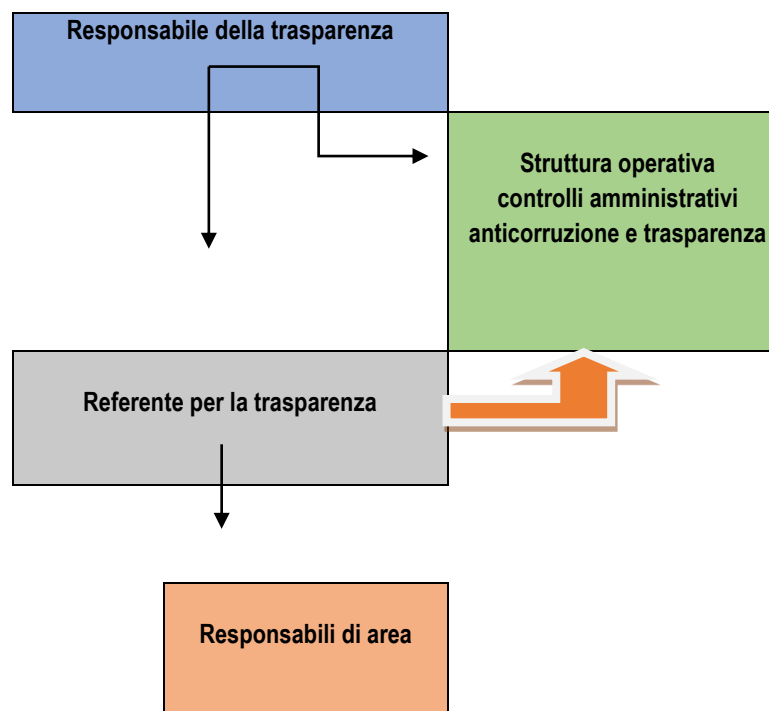 Responsabile della trasparenza
Struttura operativa
controlli amministrativi
anticorruzione e trasparenza
Referente per la trasparenza
Responsabili di area